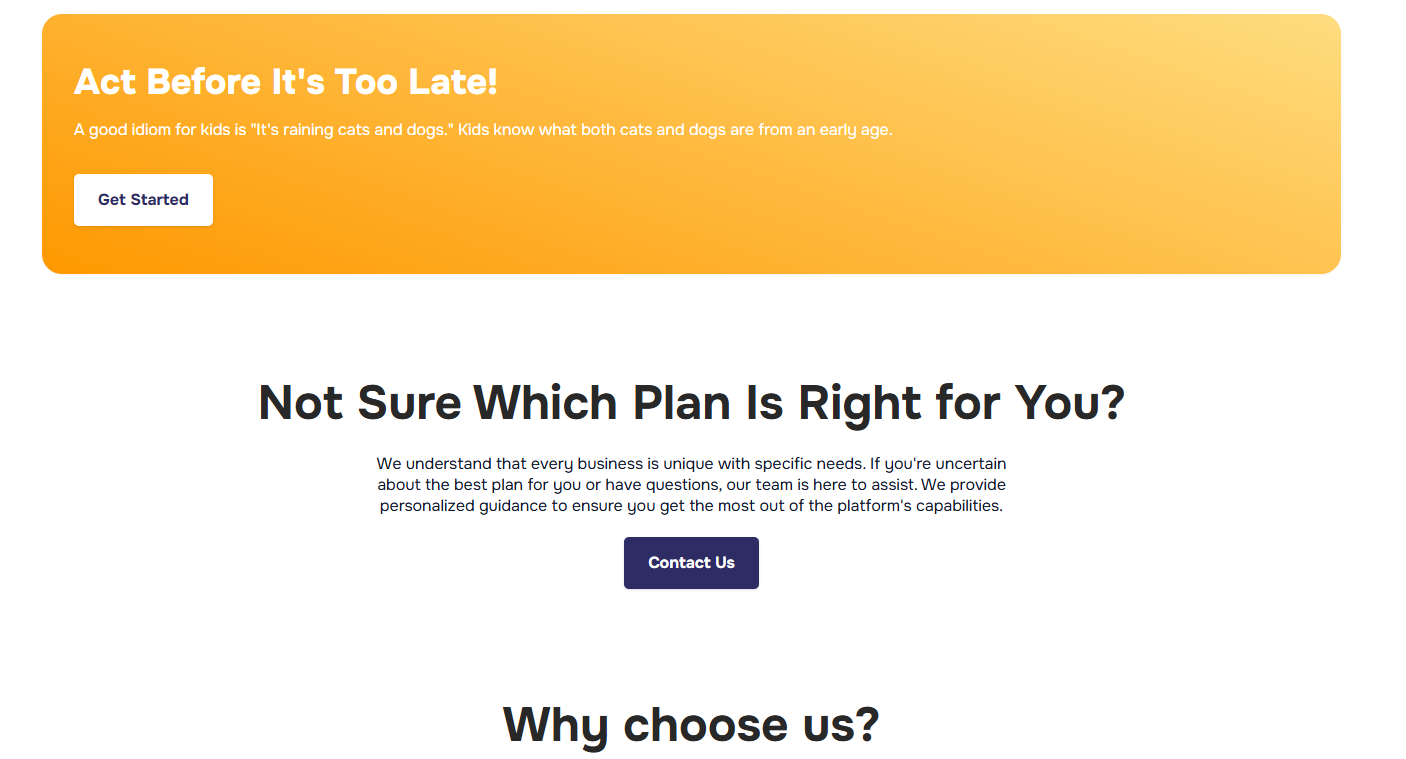 Act Before It's Too Late!
A good idiom for kids is "It's raining cats and dogs." Kids know what both cats and dogs are from an early age.
Get Started
Not Sure Which Plan Is Right for You?
We understand that every business is unique with specific needs. If you're uncertain
about the best plan for you or have questions, our team is here to assist. We provide
personalized guidance to ensure you get the most out of the platform's capabilities.
Contact Us
Why choose us?